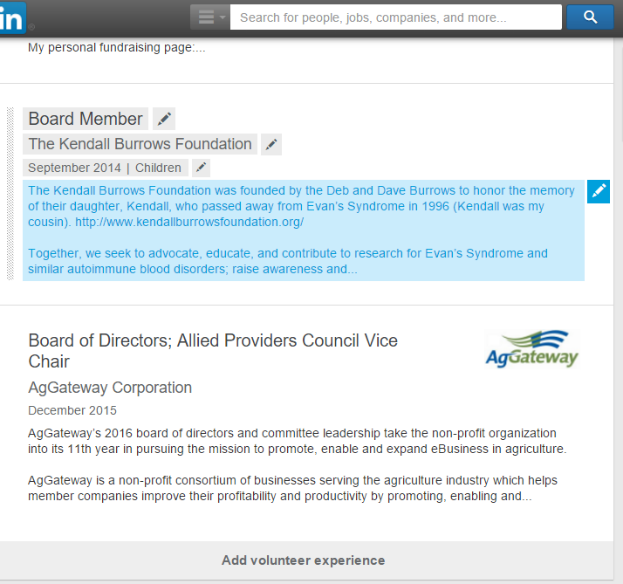 in
Search for people, jobs, companies, and more...
My personal fundraising page:...
Board Member
The Kendall Burrows Foundation
September 2014 | Children
The Kendall Burrows Foundation was founded by the Deb and Dave Burrows to honor the memory
of their daughter, Kendall, who passed away from Evan's Syndrome in 1996 (Kendall was my
cousin). http://www.kendallburrowsfoundation.org/
Together, we seek to advocate, educate, and contribute to research for Evan's Syndrome and
similar autoimmune blood disorders; raise awareness and...
Board of Directors; Allied Providers Council Vice
Chair
AgGateway
AgGateway Corporation
December 2015
AgGateway's 2016 board of directors and committee leadership take the non-profit organization
into its 11th year in pursuing the mission to promote, enable and expand eBusiness in agriculture.
AgGateway is a non-profit consortium of businesses serving the agriculture industry which helps
member companies improve their profitability and productivity by promoting, enabling and...
Add volunteer experience